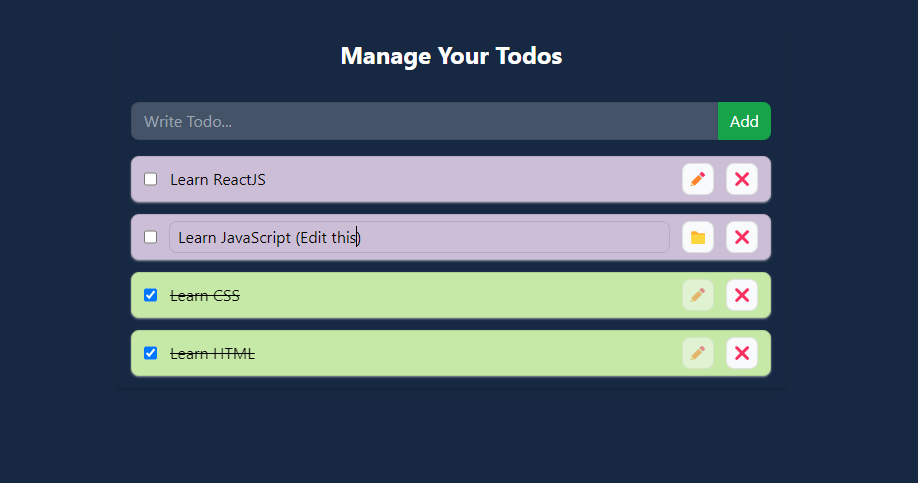 Manage Your Todos
Write Todo...
Add
Learn ReactJS
Learn JavaScript (Edit this)
Learn CSS
Learn HTML